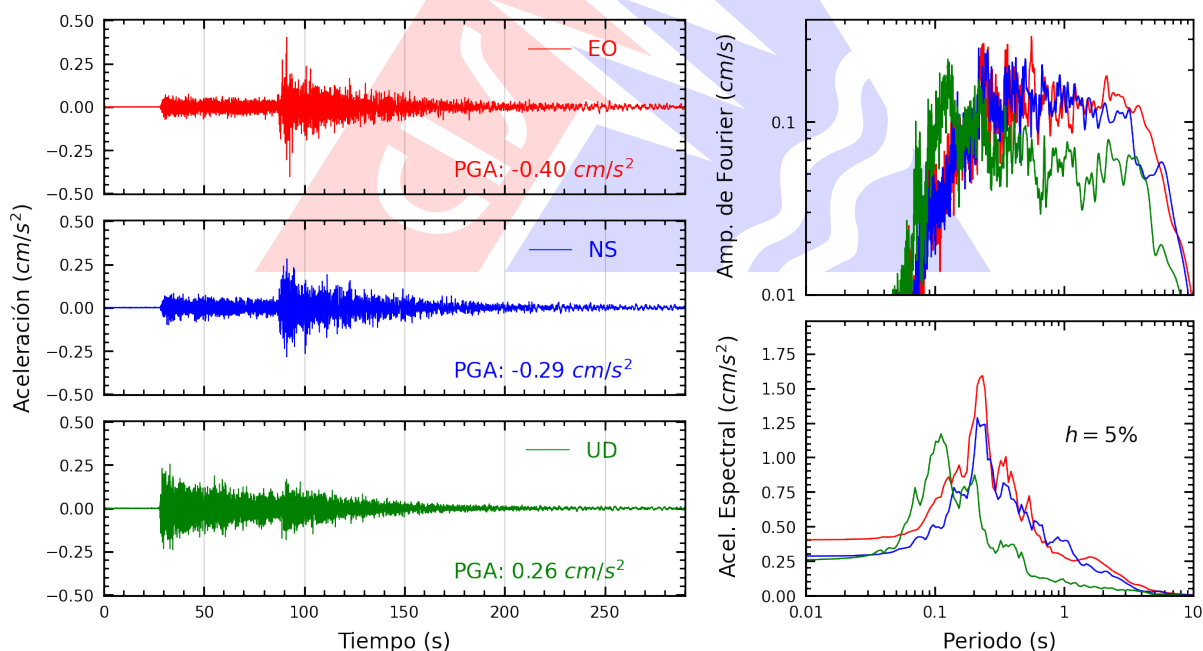 Aceleración (cm/s²)
0.50
0.25
0.00
−0.25
−0.50
EO
PGA: -0.40 cm/s²
0.50
0.25
0.00
−0.25
−0.50
NS
PGA: -0.29 cm/s²
0.50
0.25
0.00
−0.25
−0.50
UD
PGA: 0.26 cm/s²
0 50 100 150 200 250
Tiempo (s)
Amp. de Fourier (cm/s)
0.1
0.01
Acel. Espectral (cm/s²)
1.75
1.50
1.25
1.00
0.75
0.50
0.25
0.00
h = 5%
0.01 0.1 1 10
Periodo (s)